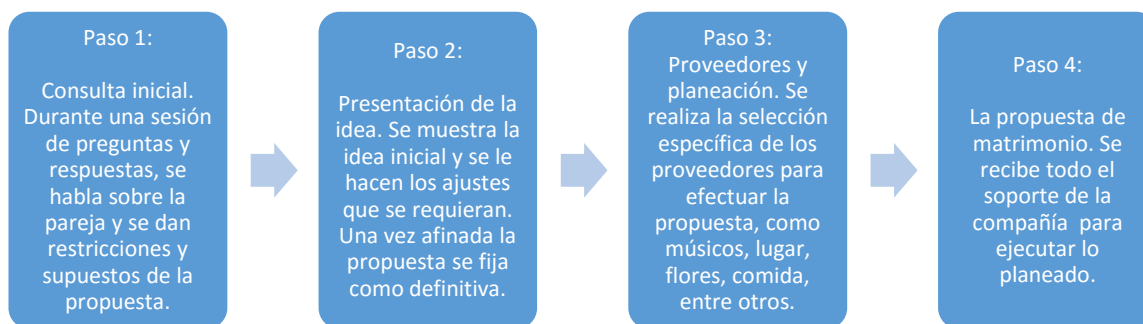 Paso 1:
Consulta inicial.
Durante una sesión
de preguntas y
respuestas, se
habla sobre la
pareja y se dan
restricciones y
supuestos de la
propuesta.
Paso 2:
Presentación de la
idea. Se muestra la
idea inicial y se le
hacen los ajustes
que se requieran.
Una vez afinada la
propuesta se fija
como definitiva.
Paso 3:
Proveedores y
planeación. Se
realiza la selección
específica de los
proveedores para
efectuar la
propuesta, como
músicos, lugar,
flores, comida,
entre otros.
Paso 4:
La propuesta de
matrimonio. Se
recibe todo el
soporte de la
compañía para
ejecutar lo
planeado.